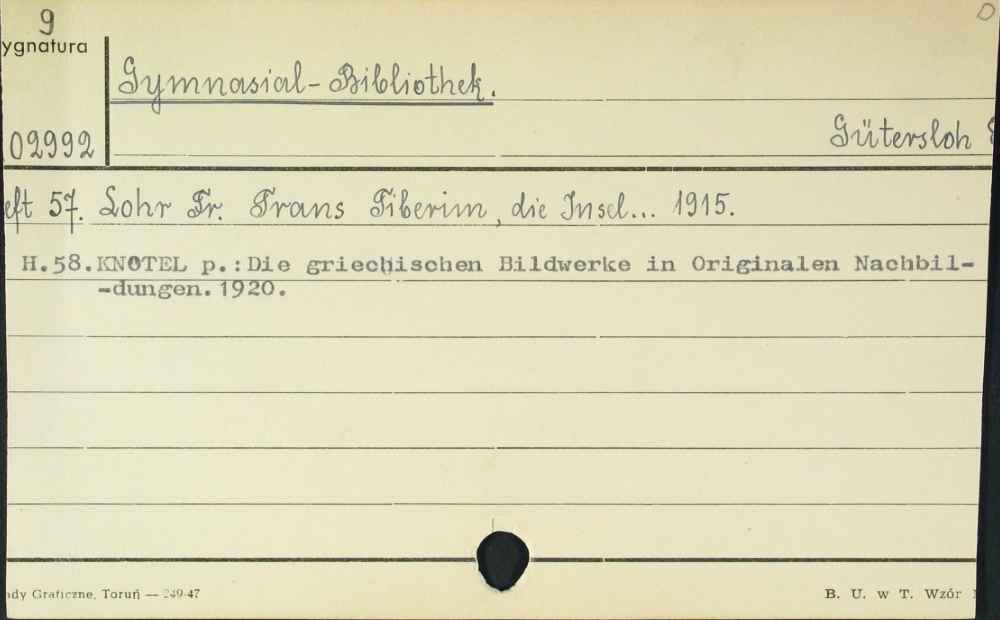 9
ygnatura
Gymnasial-Bibliothek.
02992
Gütersloh
eft 57. Lohr Fr. Trans Tiberim, die Insel... 1915.
H.58.KNOTEL p.:Die griechischen Bildwerke in Originalen Nachbil-
-dungen.1920.
ady Graficzne, Toruń — 249-47
B. U. w T. Wzór